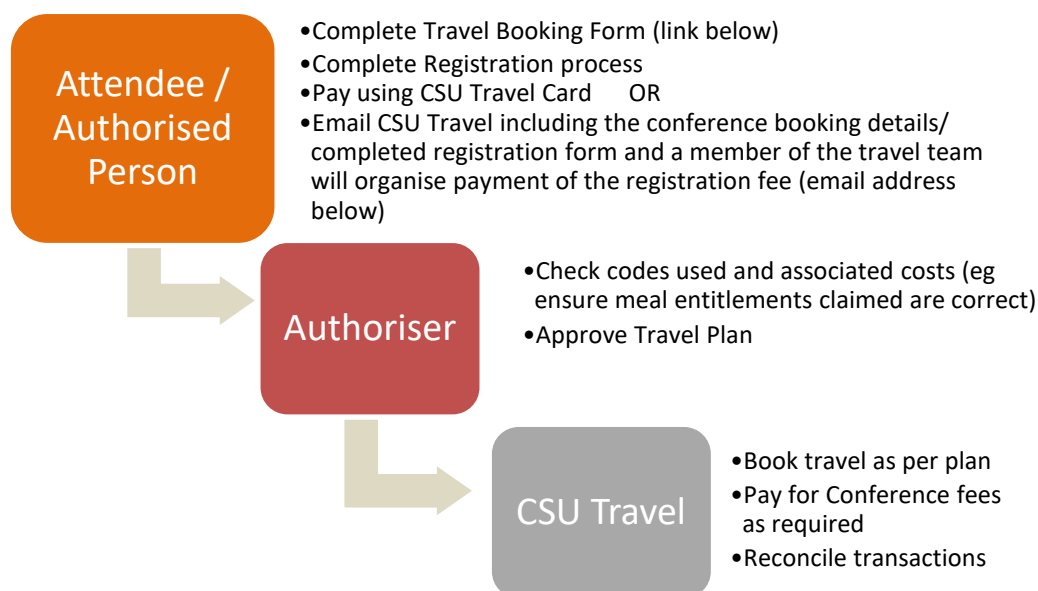 Attendee /
Authorised
Person
•Complete Travel Booking Form (link below)
•Complete Registration process
•Pay using CSU Travel Card OR
•Email CSU Travel including the conference booking details/
completed registration form and a member of the travel team
will organise payment of the registration fee (email address
below)
Authoriser
•Check codes used and associated costs (eg
ensure meal entitlements claimed are correct)
•Approve Travel Plan
CSU Travel
•Book travel as per plan
•Pay for Conference fees
as required
•Reconcile transactions